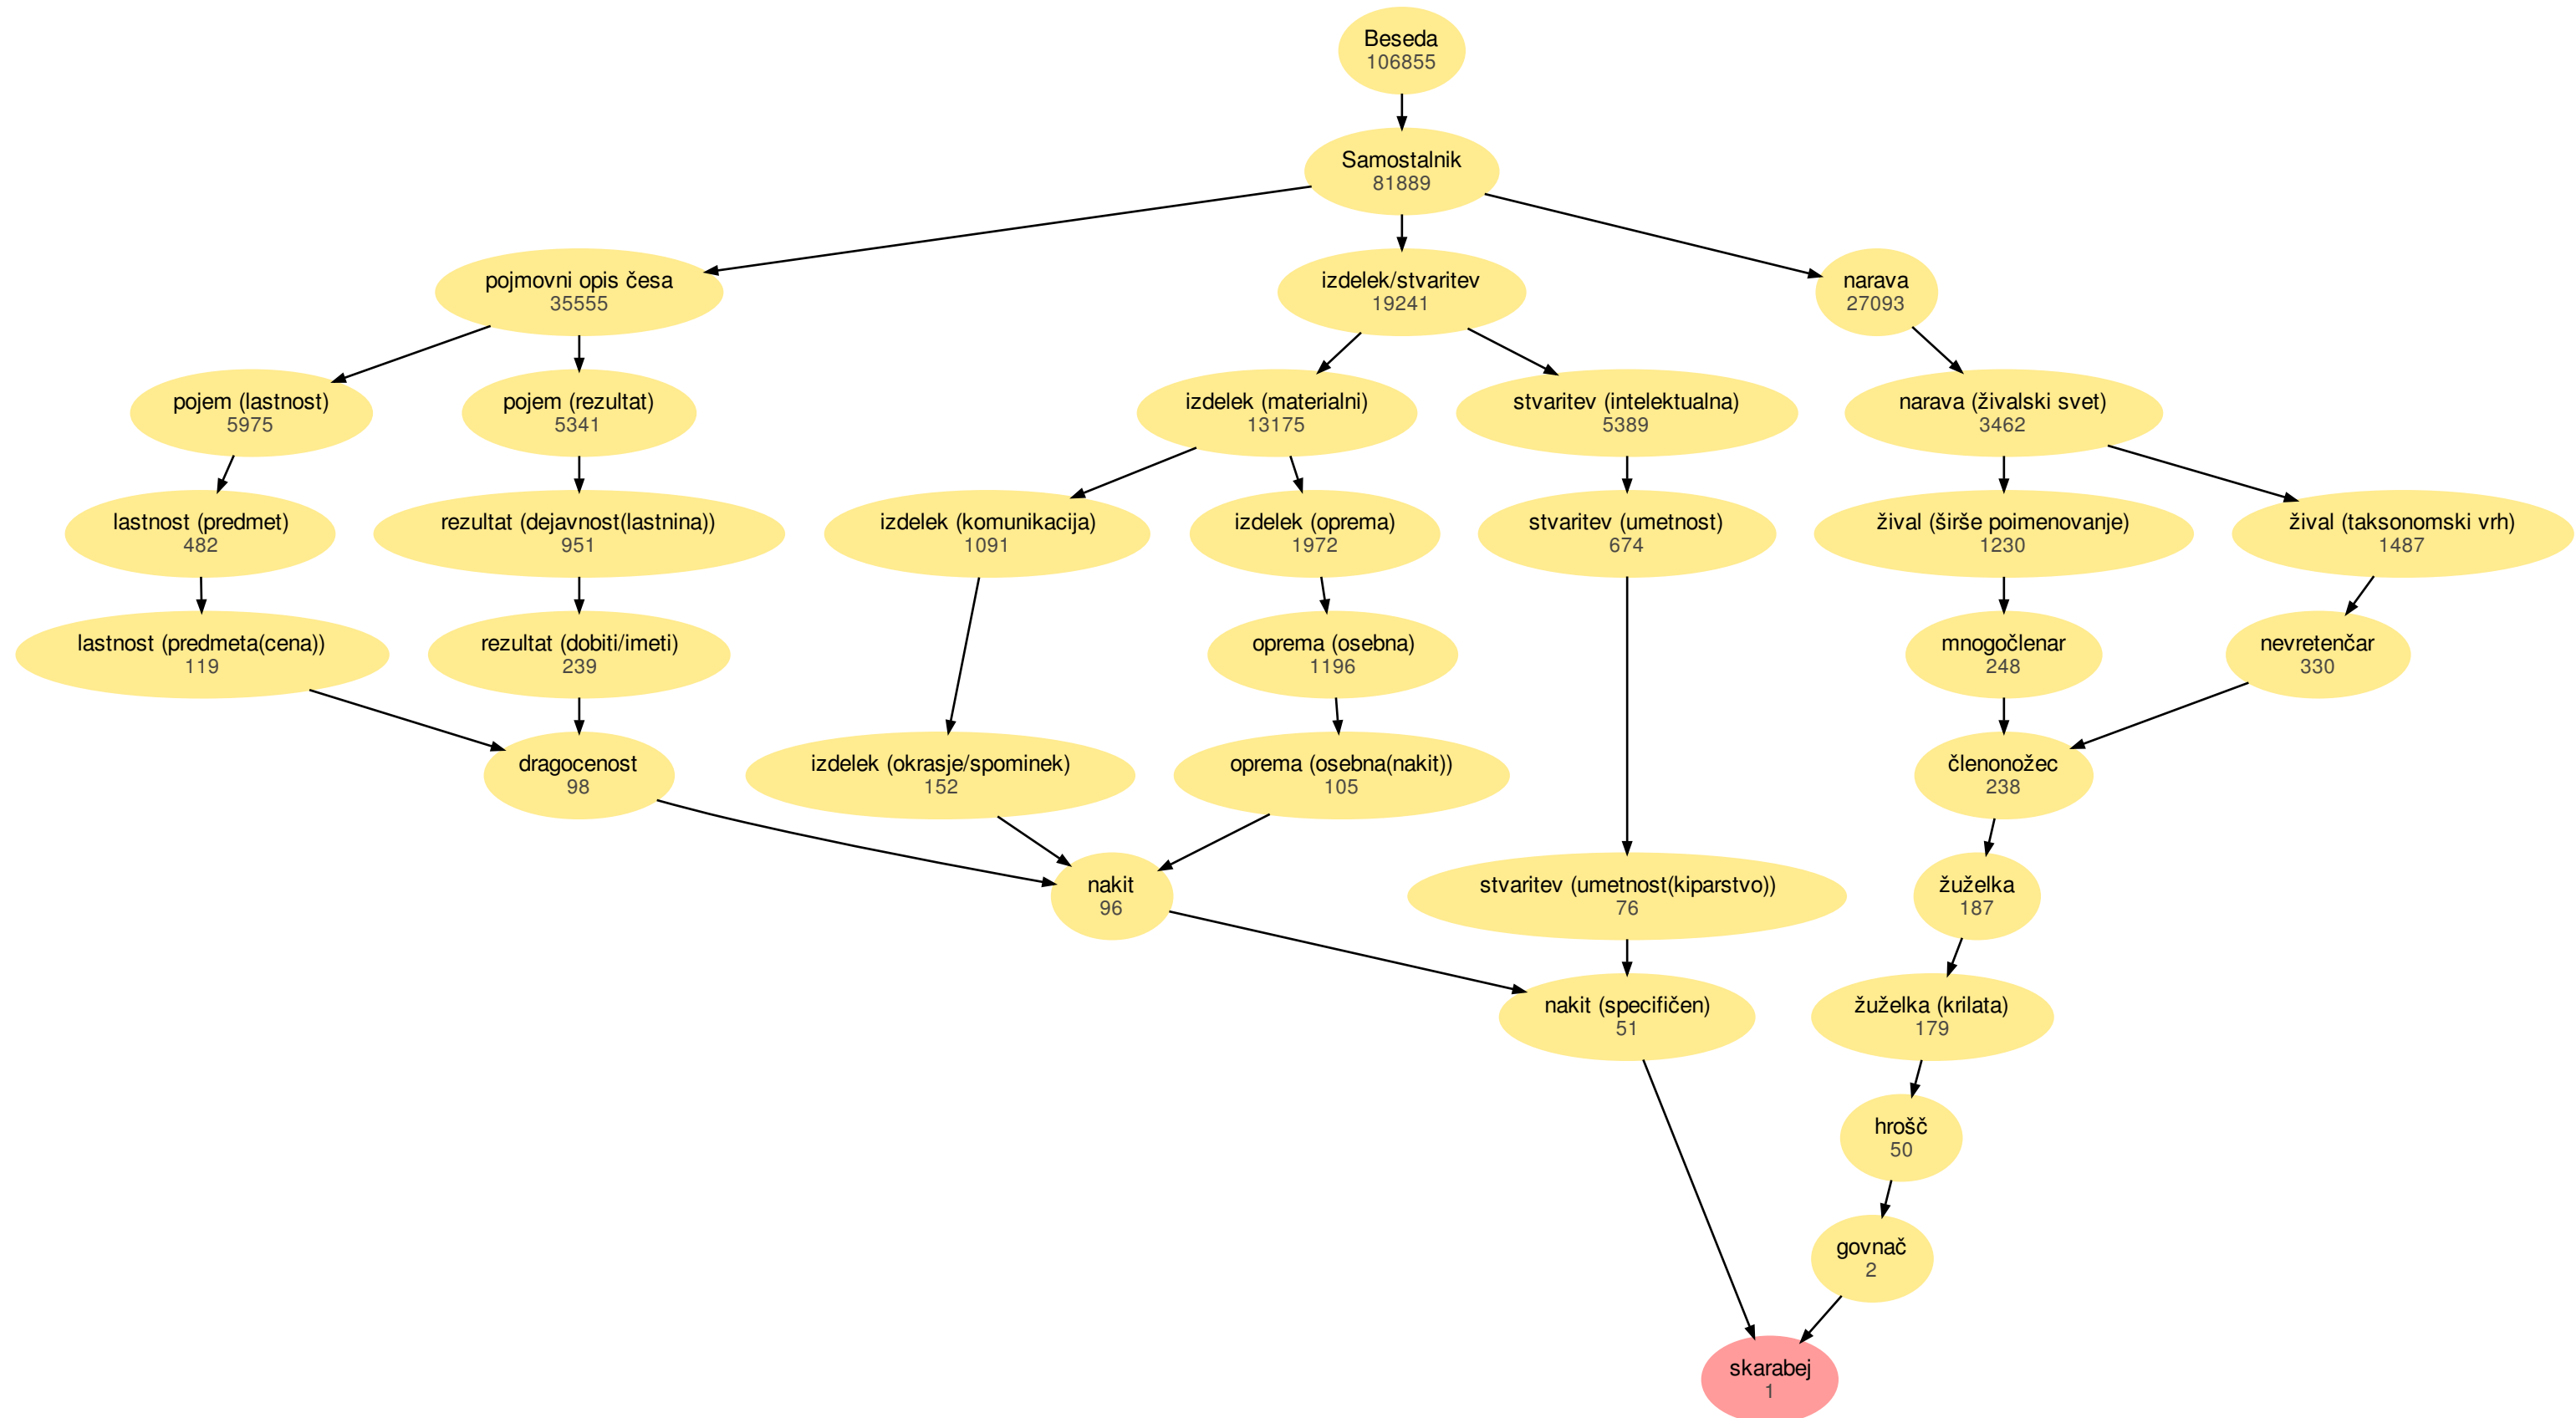 Beseda
106855
Samostalnik
81889
pojmovni opis česa
35555
izdelek/stvaritev
19241
narava
27093
pojem (lastnost)
5975
pojem (rezultat)
5341
izdelek (materialni)
13175
stvaritev (intelektualna)
5389
narava (živalski svet)
3462
lastnost (predmet)
482
rezultat (dejavnost(lastnina))
951
izdelek (komunikacija)
1091
izdelek (oprema)
1972
stvaritev (umetnost)
674
žival (širše poimenovanje)
1230
žival (taksonomski vrh)
1487
lastnost (predmeta(cena))
119
rezultat (dobiti/imeti)
239
oprema (osebna)
1196
mnogočlenar
248
nevretenčar
330
dragocenost
98
izdelek (okrasje/spominek)
152
oprema (osebna(nakit))
105
členonožec
238
nakit
96
stvaritev (umetnost(kiparstvo))
76
žuželka
187
nakit (specifičen)
51
žuželka (krilata)
179
hrošč
50
govnač
2
skarabej
1